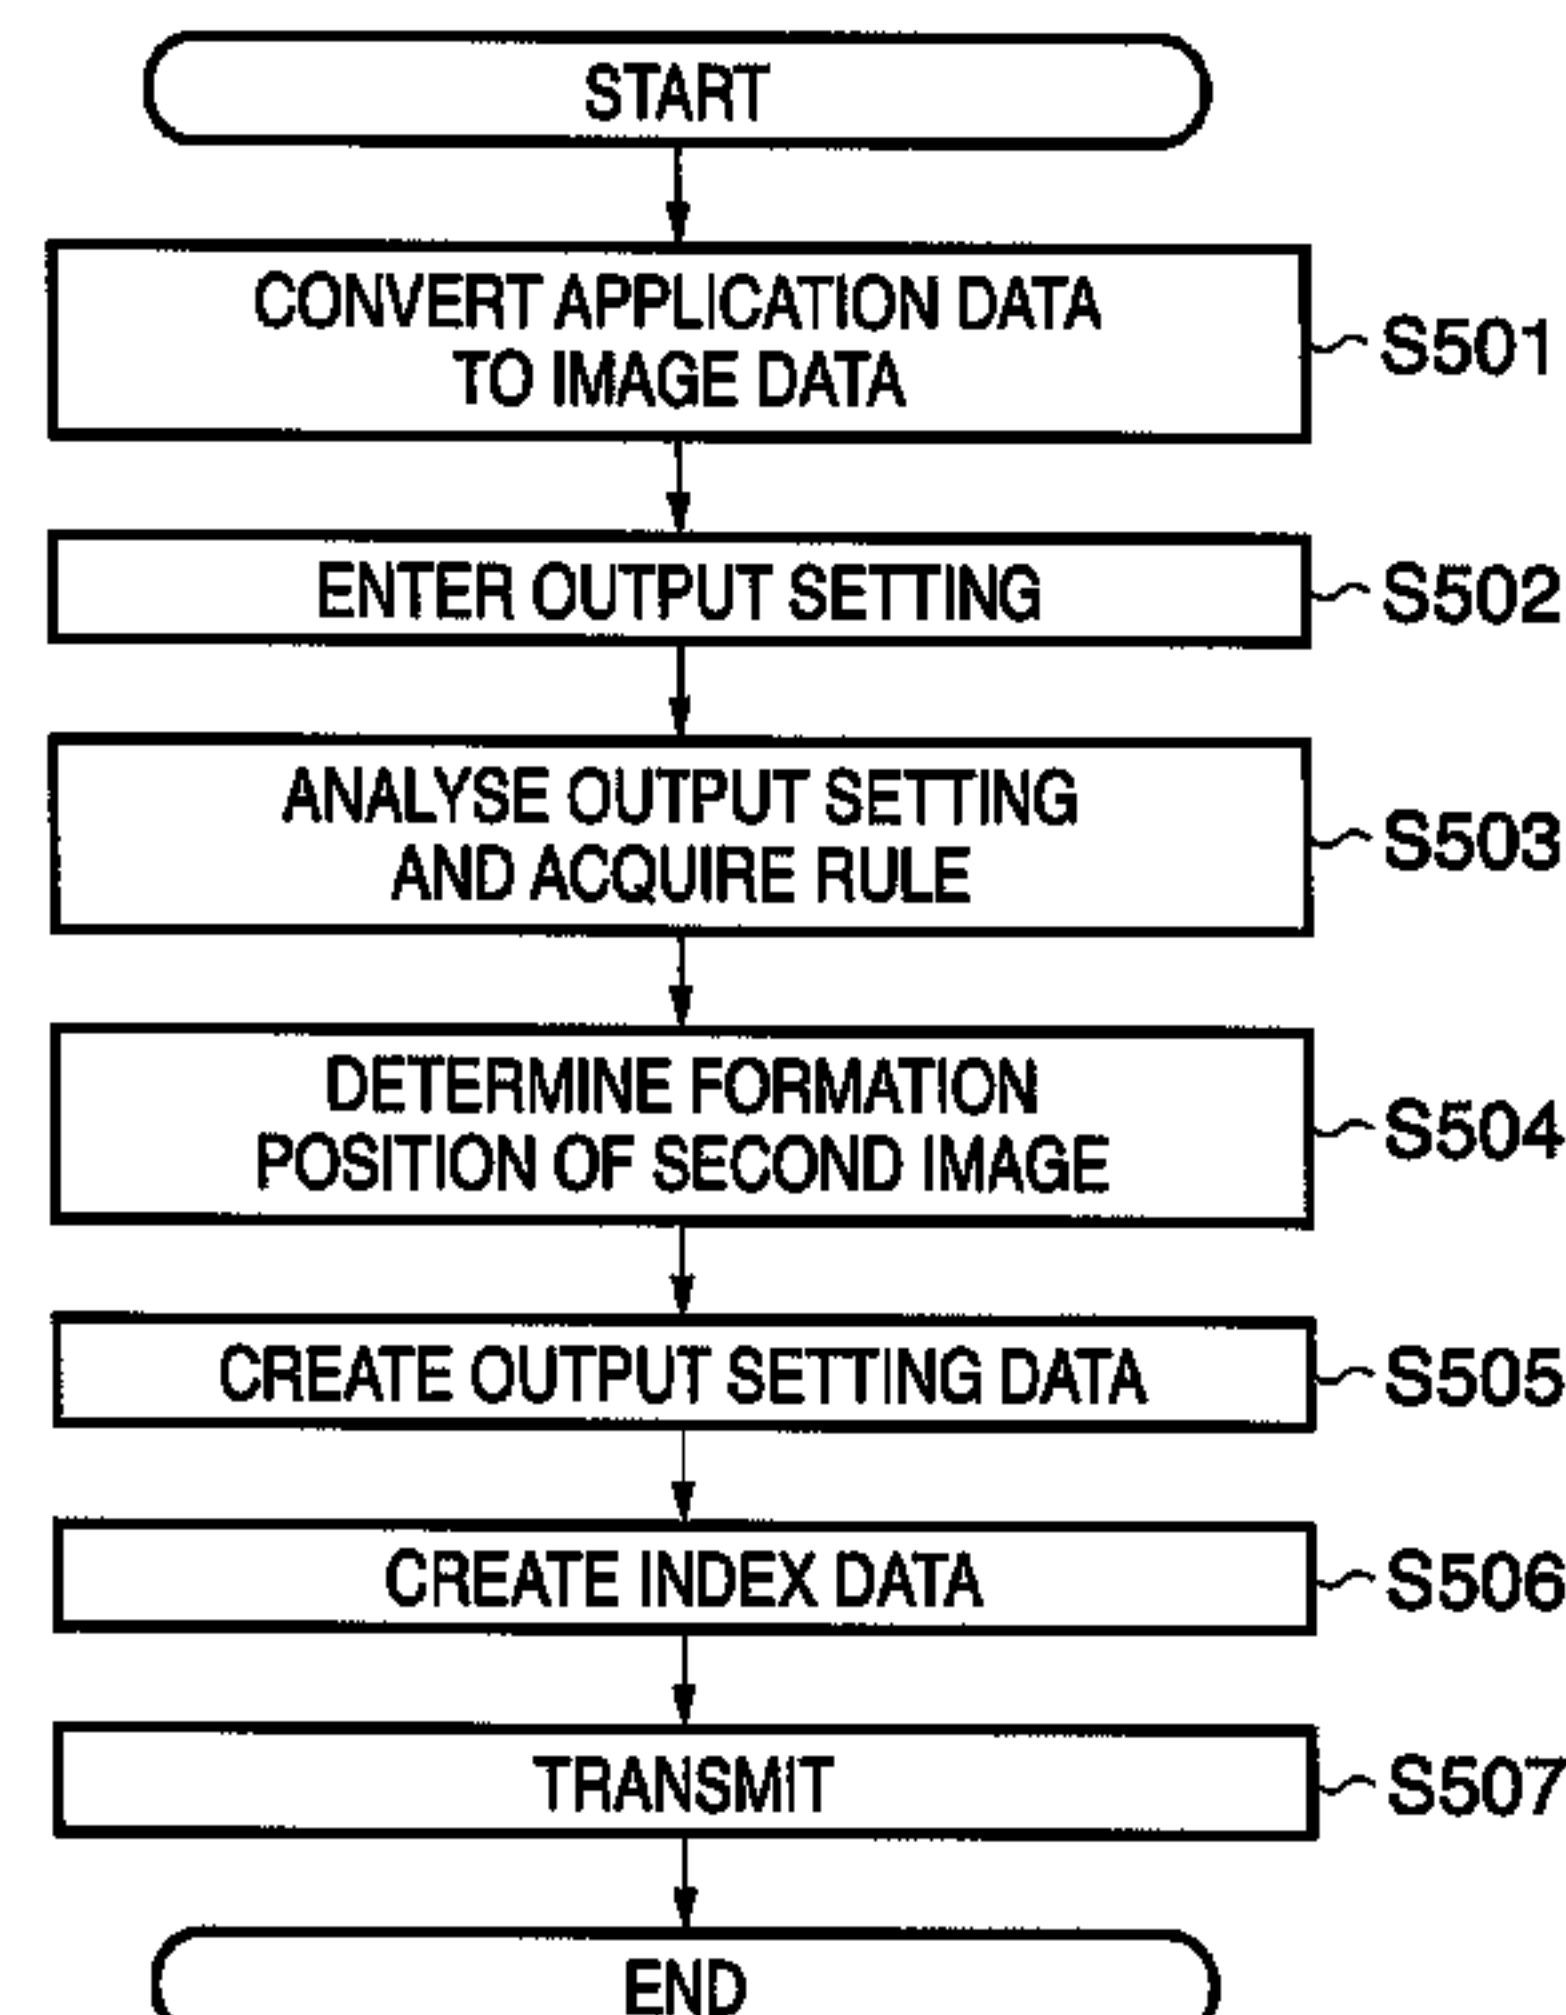 START
CONVERT APPLICATION DATA
TO IMAGE DATA
S501
ENTER OUTPUT SETTING
S502
ANALYSE OUTPUT SETTING
AND ACQUIRE RULE
S503
DETERMINE FORMATION
POSITION OF SECOND IMAGE
S504
CREATE OUTPUT SETTING DATA
S505
CREATE INDEX DATA
S506
TRANSMIT
S507
END